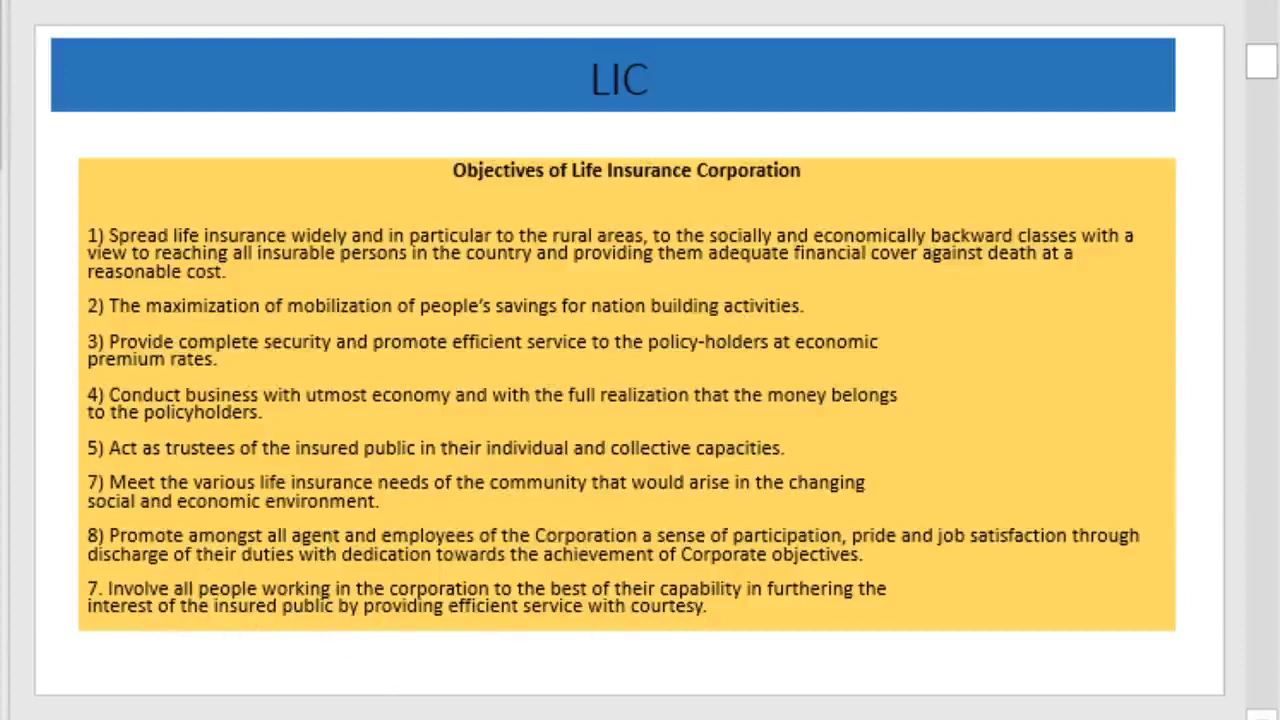 LIC
Objectives of Life Insurance Corporation
1) Spread life insurance widely and in particular to the rural areas, to the socially and economically backward classes with a
view to reaching all insurable persons in the country and providing them adequate financial cover against death at a
reasonable cost.
2) The maximization of mobilization of people's savings for nation building activities.
3) Provide complete security and promote efficient service to the policy-holders at economic
premium rates.
4) Conduct business with utmost economy and with the full realization that the money belongs
to the policyholders.
5) Act as trustees of the insured public in their individual and collective capacities.
7) Meet the various life insurance needs of the community that would arise in the changing
social and economic environment.
8) Promote amongst all agent and employees of the Corporation a sense of participation, pride and job satisfaction through
discharge of their duties with dedication towards the achievement of Corporate objectives.
7. Involve all people working in the corporation to the best of their capability in furthering the
interest of the insured public by providing efficient service with courtesy.